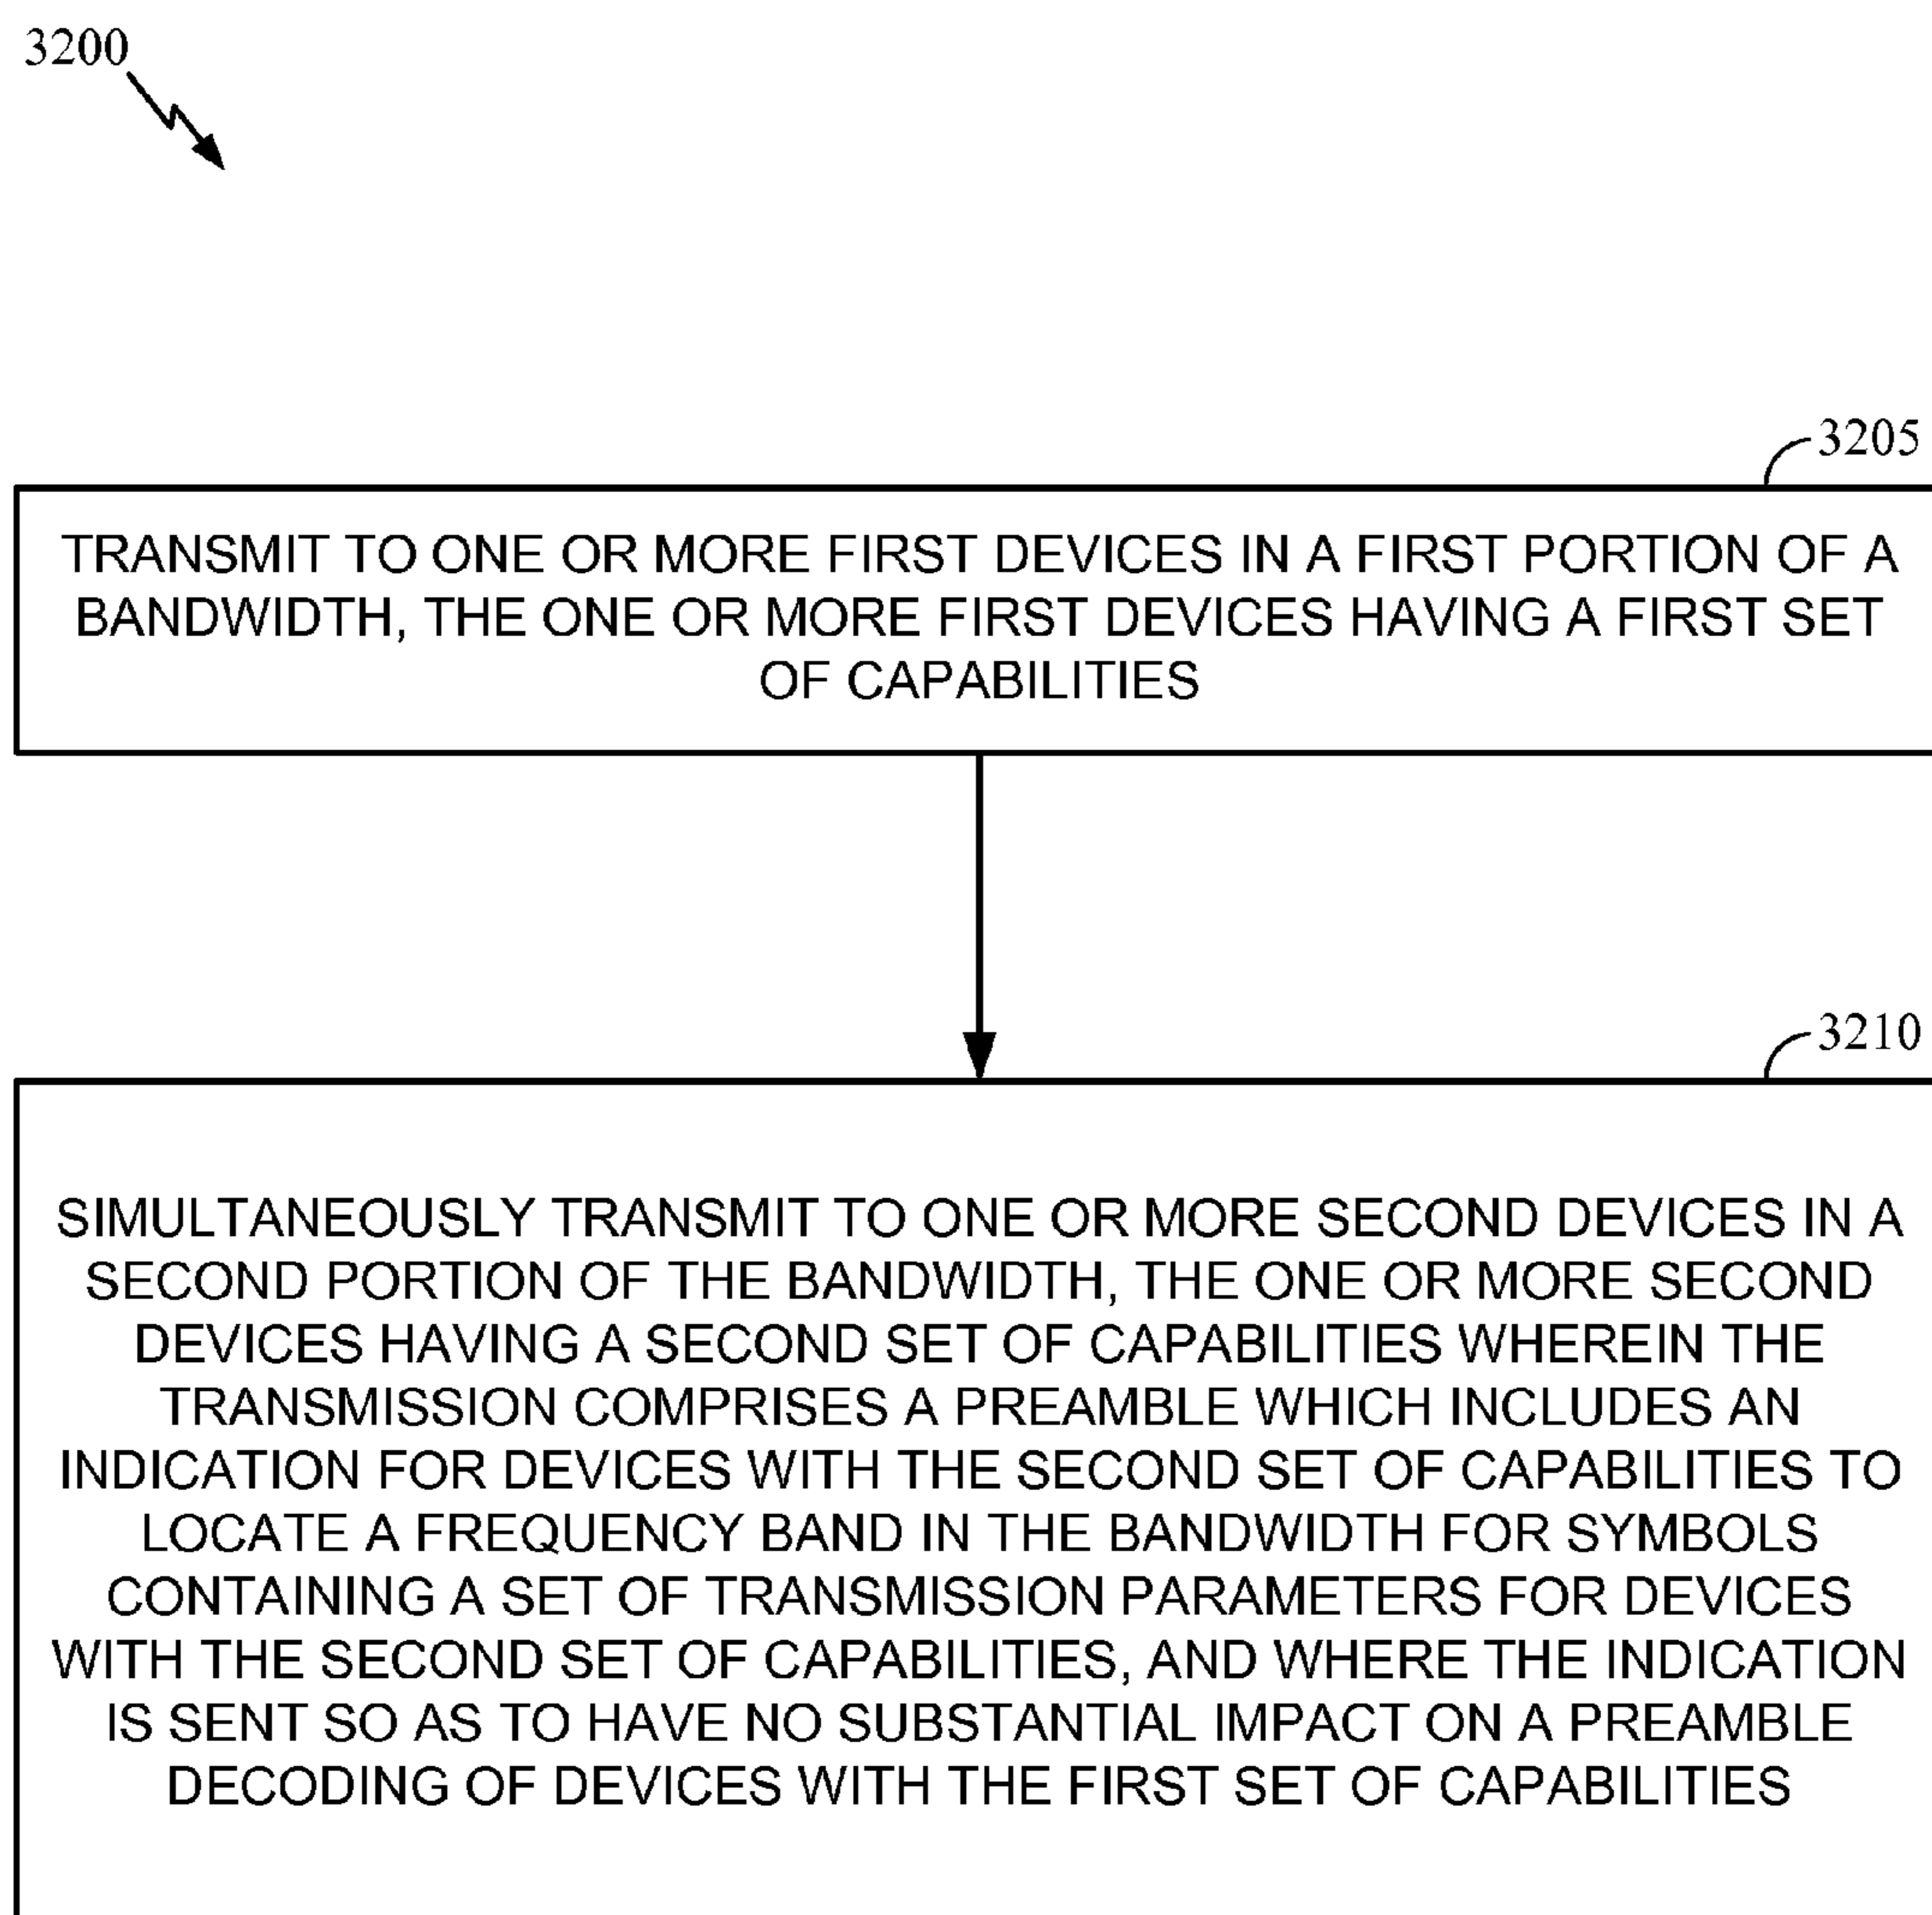 3200
3205
TRANSMIT TO ONE OR MORE FIRST DEVICES IN A FIRST PORTION OF A
BANDWIDTH, THE ONE OR MORE FIRST DEVICES HAVING A FIRST SET
OF CAPABILITIES
3210
SIMULTANEOUSLY TRANSMIT TO ONE OR MORE SECOND DEVICES IN A
SECOND PORTION OF THE BANDWIDTH, THE ONE OR MORE SECOND
DEVICES HAVING A SECOND SET OF CAPABILITIES WHEREIN THE
TRANSMISSION COMPRISES A PREAMBLE WHICH INCLUDES AN
INDICATION FOR DEVICES WITH THE SECOND SET OF CAPABILITIES TO
LOCATE A FREQUENCY BAND IN THE BANDWIDTH FOR SYMBOLS
CONTAINING A SET OF TRANSMISSION PARAMETERS FOR DEVICES
WITH THE SECOND SET OF CAPABILITIES, AND WHERE THE INDICATION
IS SENT SO AS TO HAVE NO SUBSTANTIAL IMPACT ON A PREAMBLE
DECODING OF DEVICES WITH THE FIRST SET OF CAPABILITIES